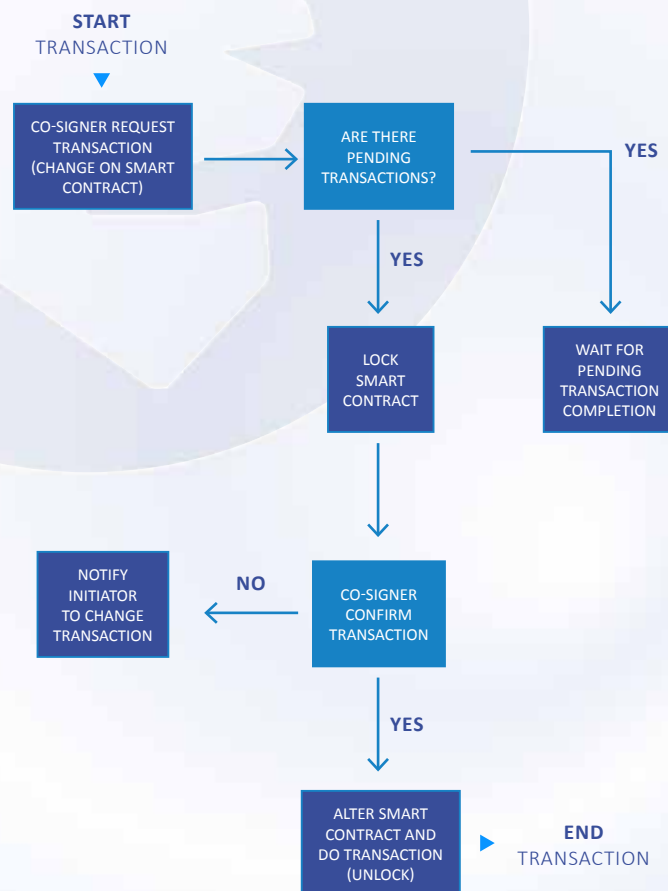 START
TRANSACTION
CO-SIGNER REQUEST
TRANSACTION
(CHANGE ON SMART
CONTRACT)
ARE THERE
PENDING
TRANSACTIONS?
YES
YES
LOCK
SMART
CONTRACT
WAIT FOR
PENDING
TRANSACTION
COMPLETION
NOTIFY
INITIATOR
TO CHANGE
TRANSACTION
NO
CO-SIGNER
CONFIRM
TRANSACTION
YES
ALTER SMART
CONTRACT AND
DO TRANSACTION
(UNLOCK)
END
TRANSACTION